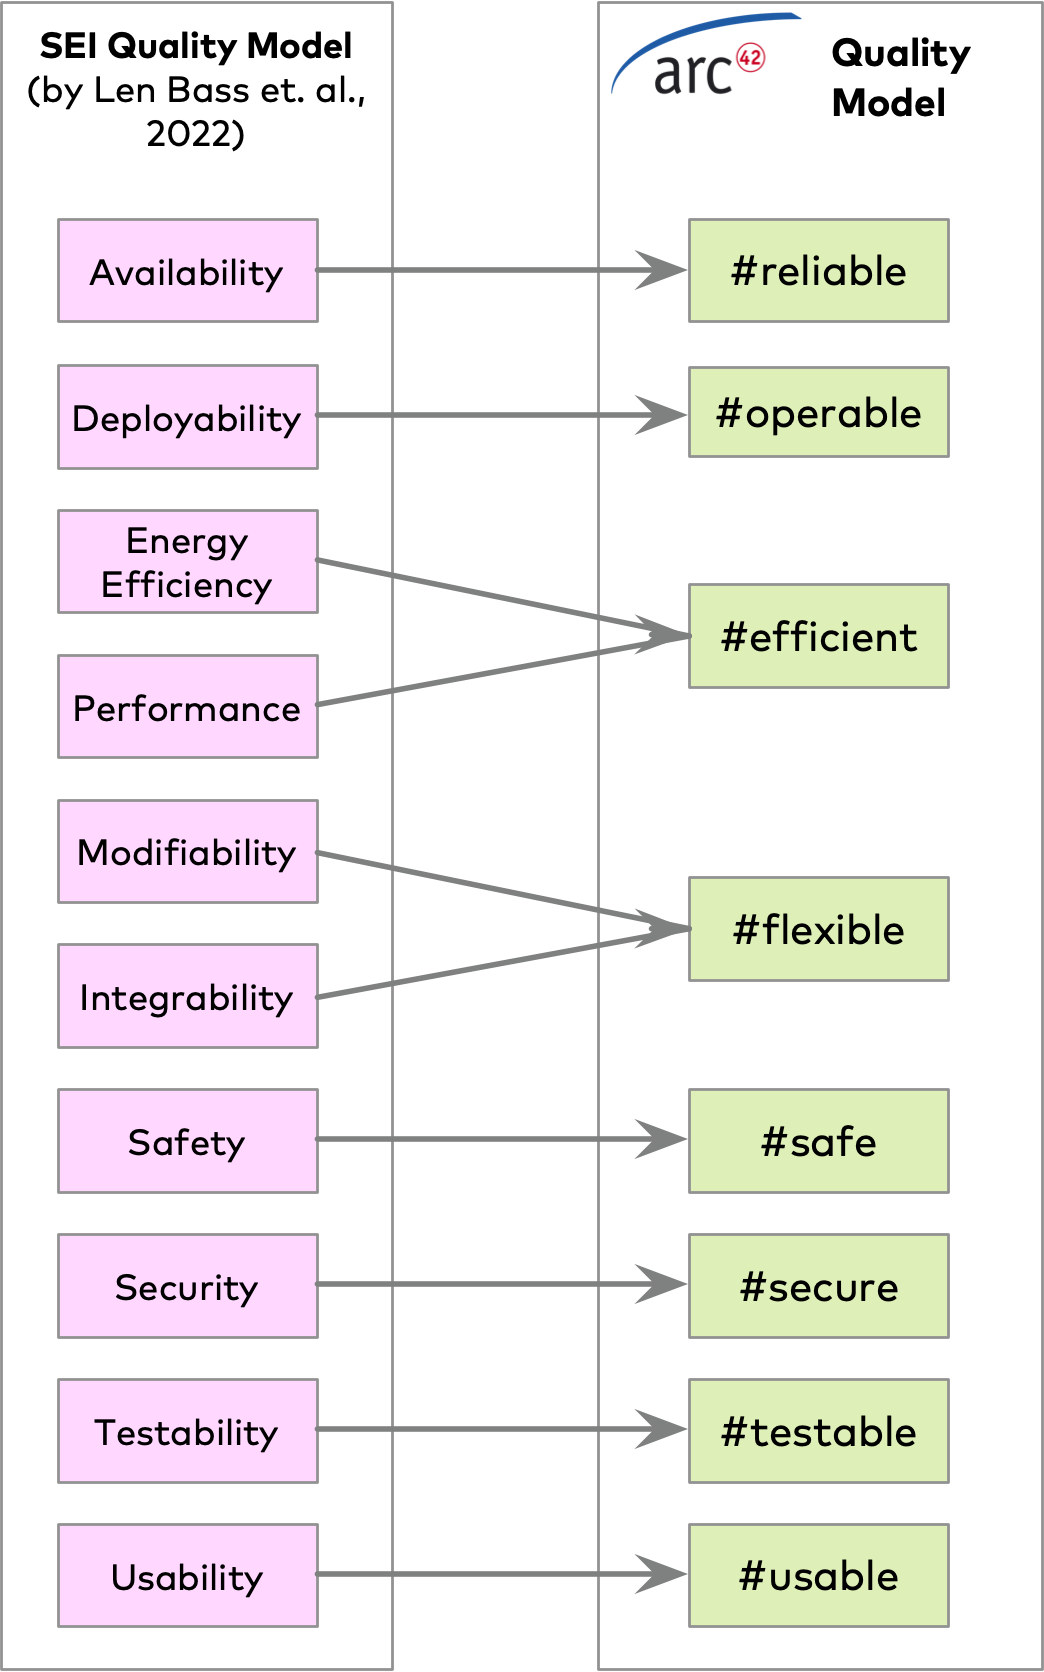 SEI Quality Model
(by Len Bass et. al.,
2022)
arc42
Quality
Model
Availability
#reliable
Deployability
#operable
Energy
Efficiency
#efficient
Performance
Modifiability
#flexible
Integrability
Safety
#safe
Security
#secure
Testability
#testable
Usability
#usable